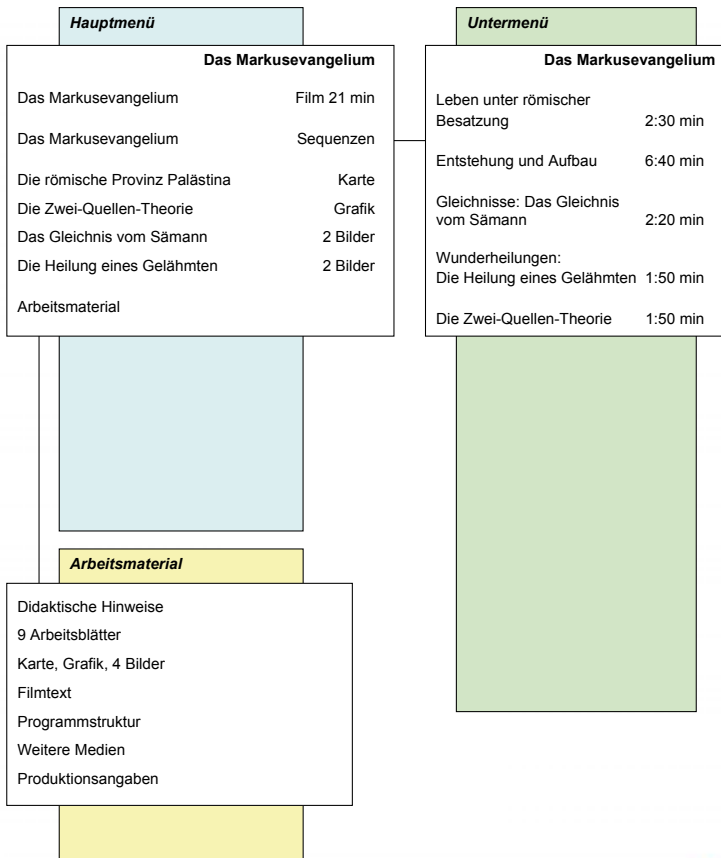 Hauptmenü
Das Markusevangelium
Das Markusevangelium Film 21 min
Das Markusevangelium Sequenzen
Die römische Provinz Palästina Karte
Die Zwei-Quellen-Theorie Grafik
Das Gleichnis vom Sämann 2 Bilder
Die Heilung eines Gelähmten 2 Bilder
Arbeitsmaterial
Untermenü
Das Markusevangelium
Leben unter römischer
Besatzung 2:30 min
Entstehung und Aufbau 6:40 min
Gleichnisse: Das Gleichnis
vom Sämann 2:20 min
Wunderheilungen:
Die Heilung eines Gelähmten 1:50 min
Die Zwei-Quellen-Theorie 1:50 min
Arbeitsmaterial
Didaktische Hinweise
9 Arbeitsblätter
Karte, Grafik, 4 Bilder
Filmtext
Programmstruktur
Weitere Medien
Produktionsangaben